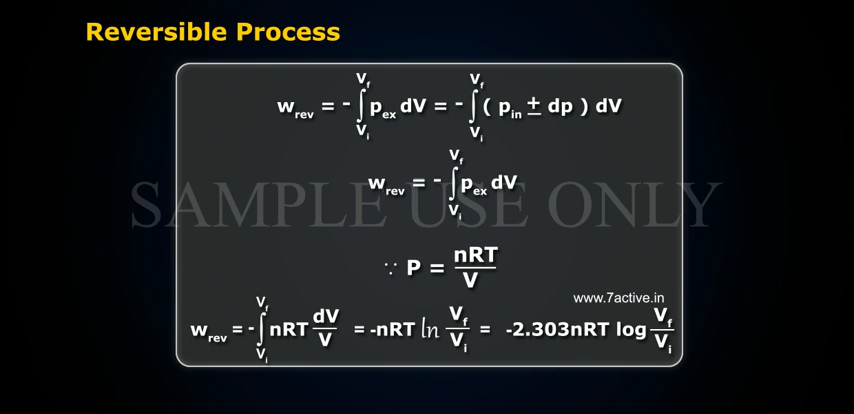 Reversible Process
w_rev = - ∫_{V_i}^{V_f} p_ex dV = - ∫_{V_i}^{V_f} ( p_in ± dp ) dV
w_rev = - ∫_{V_i}^{V_f} p_ex dV
SAMPLE USE ONLY
∵ P = nRT/V
www.7active.in
w_rev = - ∫_{V_i}^{V_f} nRT dV/V = -nRT ln V_f/V_i = -2.303nRT log V_f/V_i